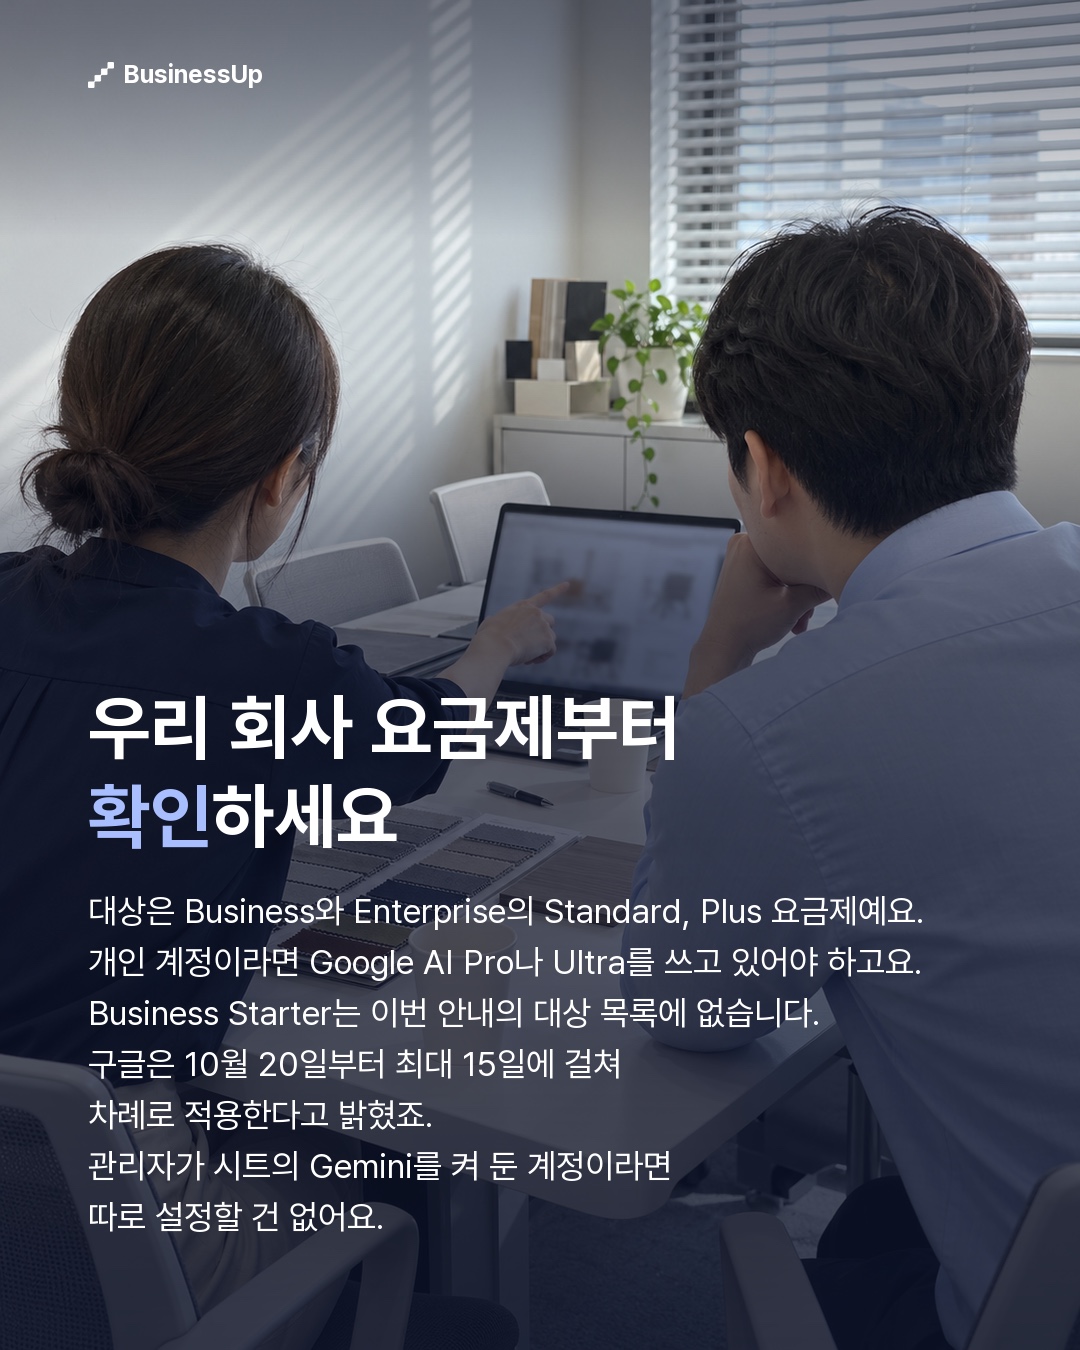 BusinessUp
우리 회사 요금제부터
확인하세요
대상은 Business와 Enterprise의 Standard, Plus 요금제예요.
개인 계정이라면 Google AI Pro나 Ultra를 쓰고 있어야 하고요.
Business Starter는 이번 안내의 대상 목록에 없습니다.
구글은 10월 20일부터 최대 15일에 걸쳐
차례로 적용한다고 밝혔죠.
관리자가 시트의 Gemini를 켜 둔 계정이라면
따로 설정할 건 없어요.